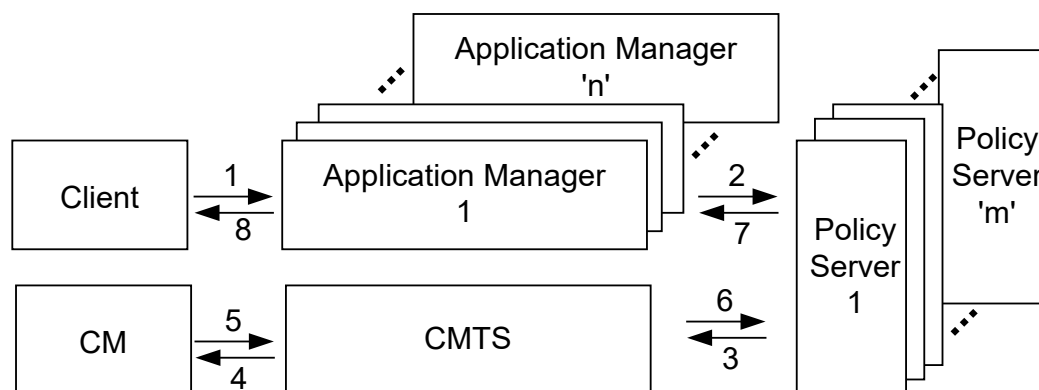 Application Manager
'n'
Client
1
8
Application Manager
1
2
7
Policy
Server
'm'
Policy
Server
1
CM
5
4
CMTS
6
3